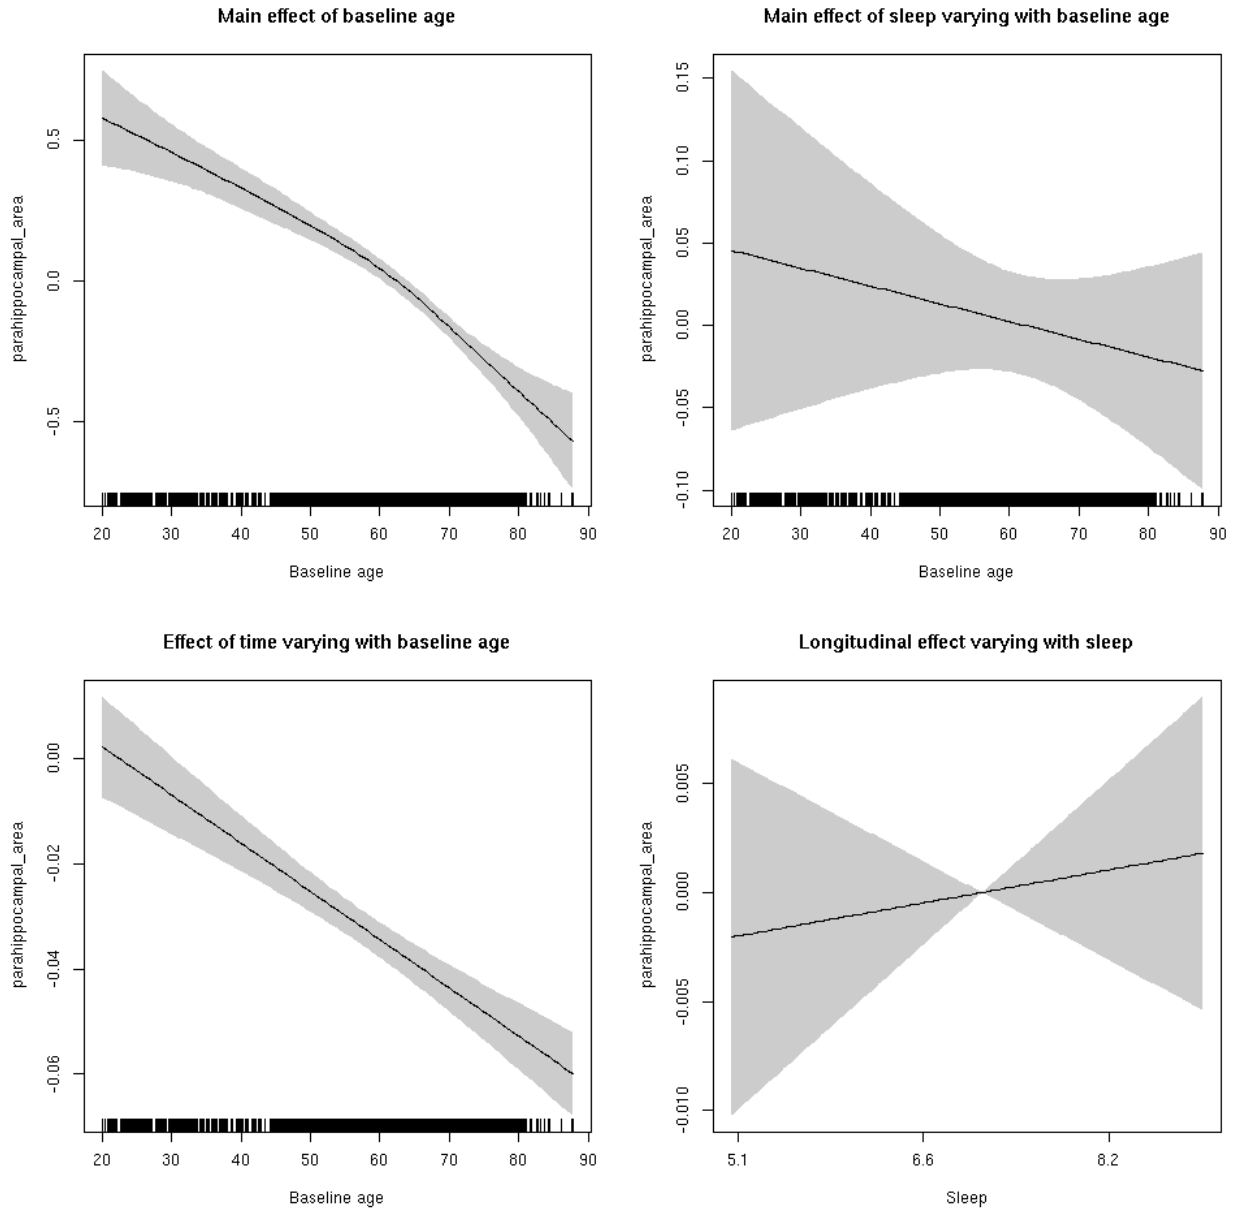 Main effect of baseline age
parahippocampal_area
0.5
0.0
-0.5
20 30 40 50 60 70 80 90
Baseline age
Main effect of sleep varying with baseline age
parahippocampal_area
0.15
0.10
0.05
0.00
-0.05
-0.10
20 30 40 50 60 70 80 90
Baseline age
Effect of time varying with baseline age
parahippocampal_area
0.00
-0.02
-0.04
-0.06
20 30 40 50 60 70 80 90
Baseline age
Longitudinal effect varying with sleep
parahippocampal_area
0.005
0.000
-0.005
-0.010
5.1 6.6 8.2
Sleep